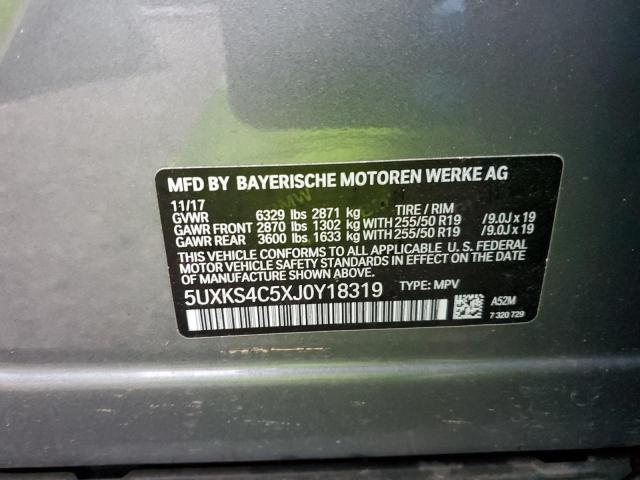 MFD BY BAYERISCHE MOTOREN WERKE AG
11/17
GVWR 6329 lbs 2871 kg TIRE / RIM
GAWR FRONT 2870 lbs 1302 kg WITH 255/50 R19 /9.0J x 19
GAWR REAR 3600 lbs 1633 kg WITH 255/50 R19 /9.0J x 19
THIS VEHICLE CONFORMS TO ALL APPLICABLE U.S. FEDERAL
MOTOR VEHICLE SAFETY STANDARDS IN EFFECT ON THE DATE
OF MANUFACTURE SHOWN ABOVE.
5UXKS4C5XJ0Y18319 TYPE: MPV
A52M
7 320 729